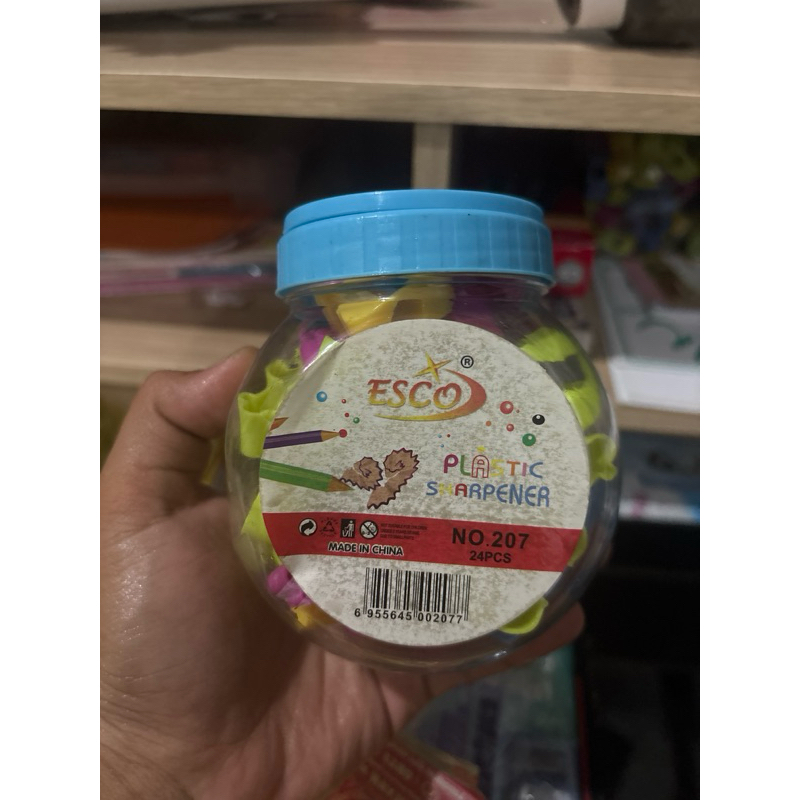 ESCO ®
PLASTIC
SHARPENER
NO.207
24PCS
MADE IN CHINA
6 955645 002077